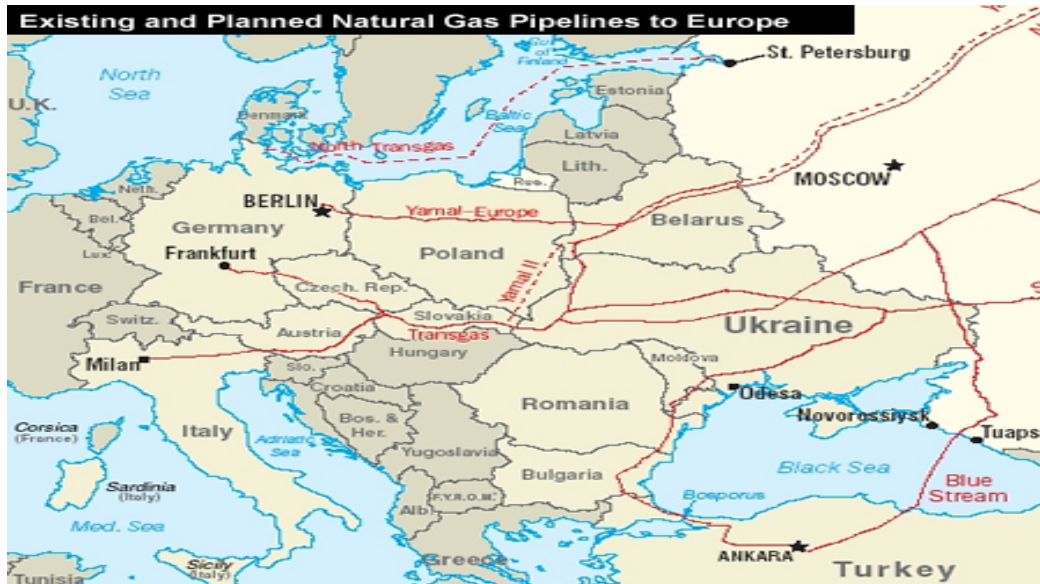 Existing and Planned Natural Gas Pipelines to Europe
North
Sea
Gulf
of
Finland
St. Petersburg
U.K.
Denmark
Baltic
Sea
Estonia
Latvia
North Transgas
Lith.
Rus.
MOSCOW
Neth.
BERLIN
Yamal-Europe
Belarus
Bel.
Germany
Poland
Lux.
Frankfurt
Yamal II
France
Czech. Rep.
Slovakia
Switz.
Austria
Transgas
Ukraine
Milan
Hungary
Moldova
Slo.
Croatia
Odesa
Romania
Novorossiysk
Corsica
(France)
Italy
Bos. &
Her.
Adriatic
Sea
Tuaps
Yugoslavia
Black Sea
Sardinia
(Italy)
Bulgaria
Blue
Stream
F.Y.R.O.M.
Bosporus
Alb.
Med. Sea
ANKARA
Greece
Sicily
(Italy)
Turkey
Tunisia